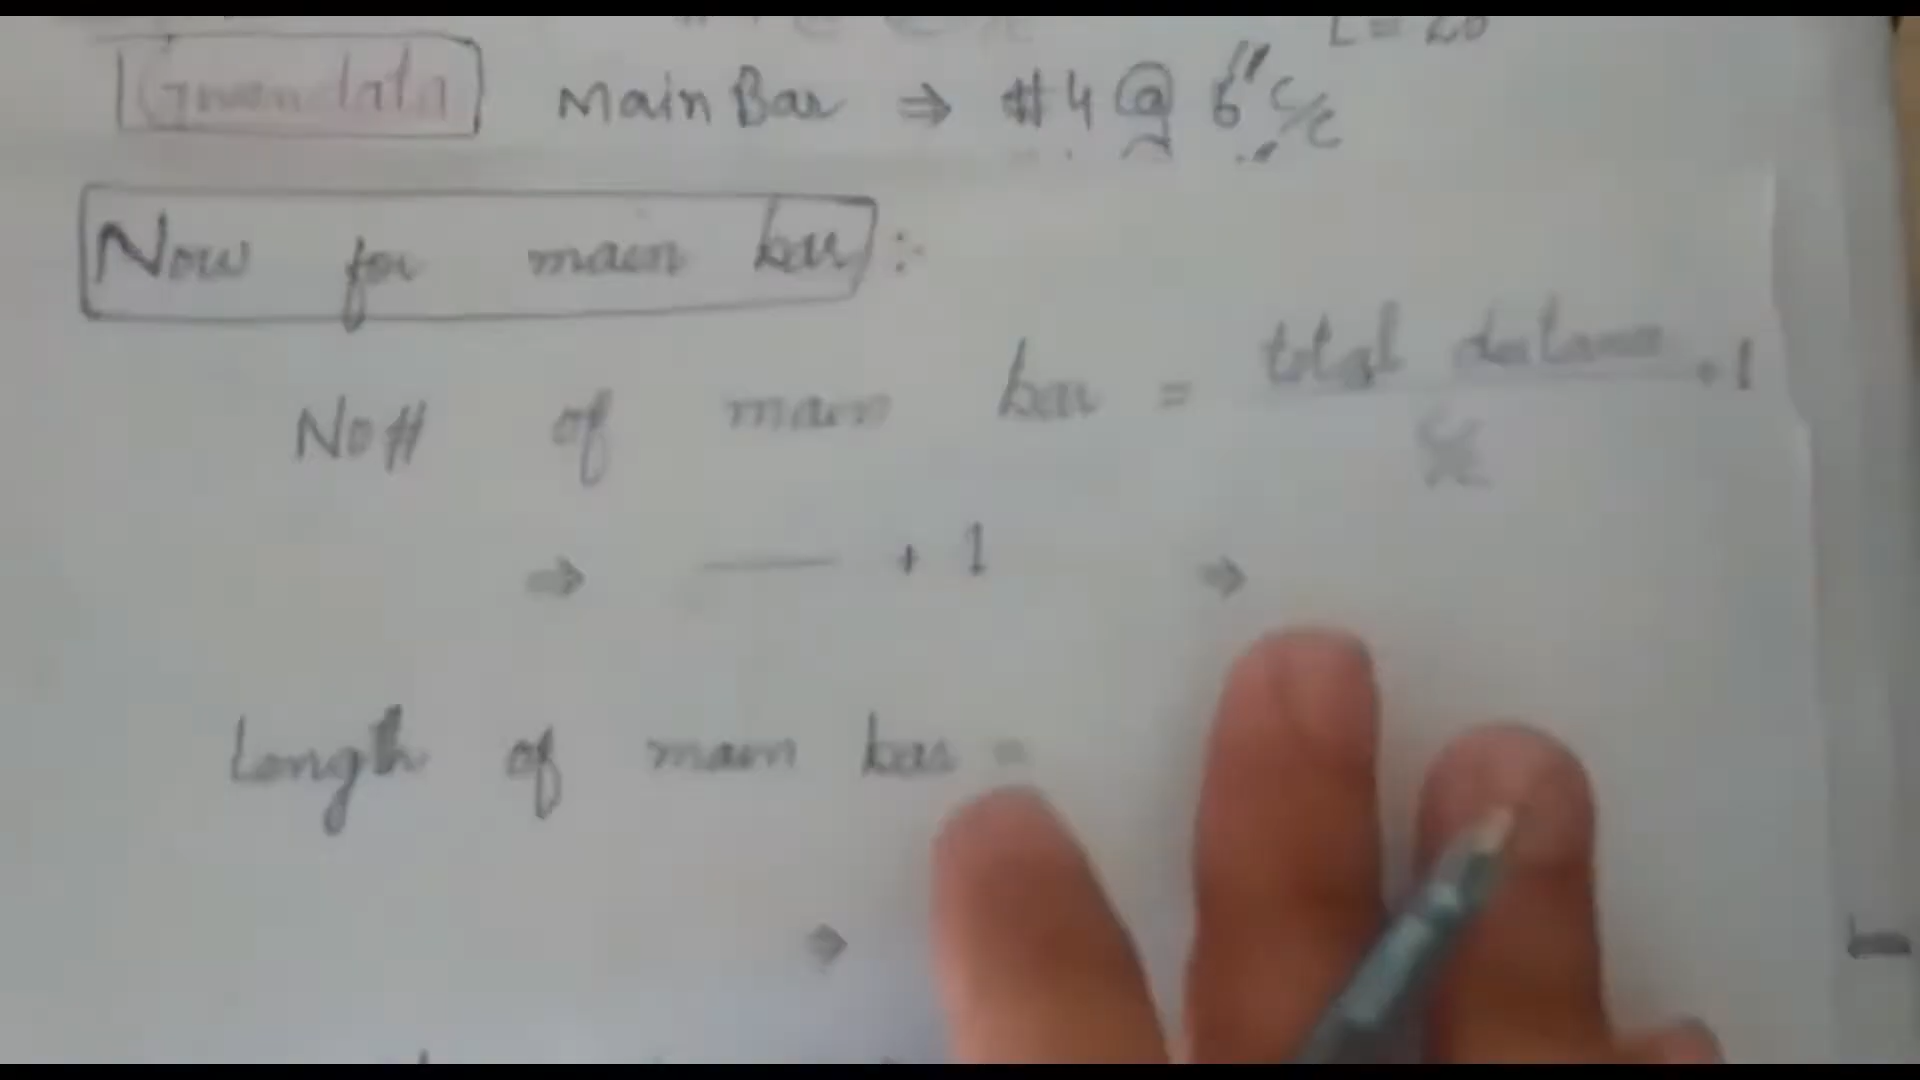 L = 20
Given data Main Bar ⇒ #4 @ 6" c/c
Now for main bar :
No# of main bar = total distance + 1
c/c
⇒ + 1 ⇒
Length of main bar =
⇒